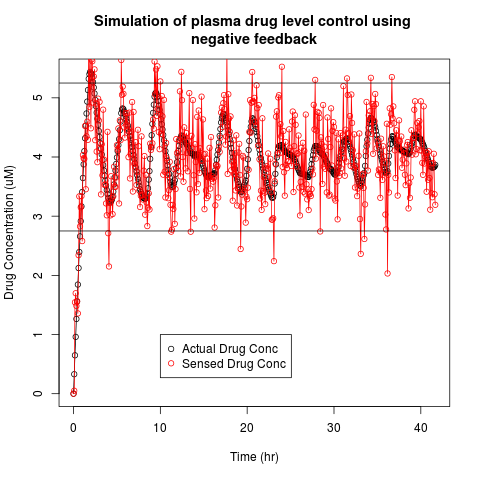 Simulation of plasma drug level control using
negative feedback
Drug Concentration (uM)
5
4
3
2
1
0
Actual Drug Conc
Sensed Drug Conc
0 10 20 30 40
Time (hr)